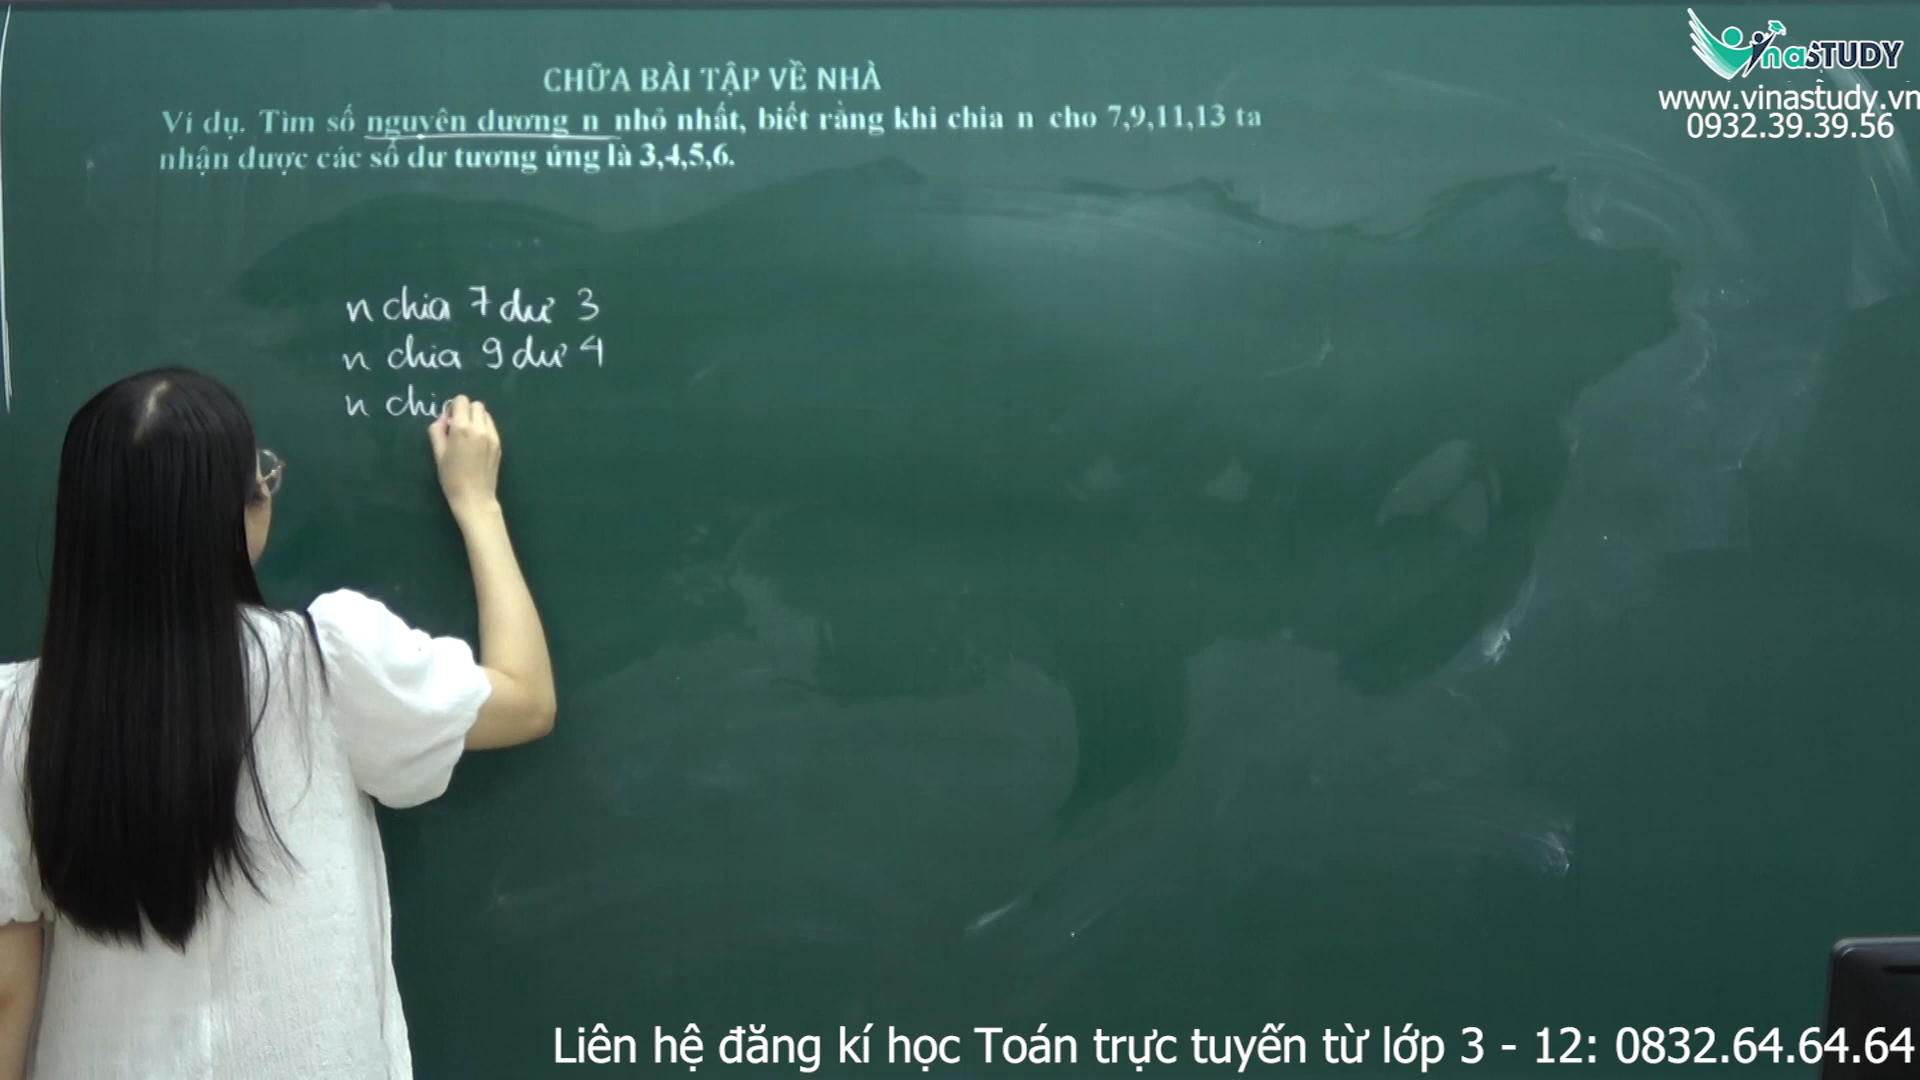 CHỮA BÀI TẬP VỀ NHÀ
Ví dụ. Tìm số nguyên dương n nhỏ nhất, biết rằng khi chia n cho 7,9,11,13 ta
nhận được các số dư tương ứng là 3,4,5,6.
VinaSTUDY
www.vinastudy.vn
0932.39.39.56
n chia 7 dư 3
n chia 9 dư 4
n chia
Liên hệ đăng kí học Toán trực tuyến từ lớp 3 - 12: 0832.64.64.64